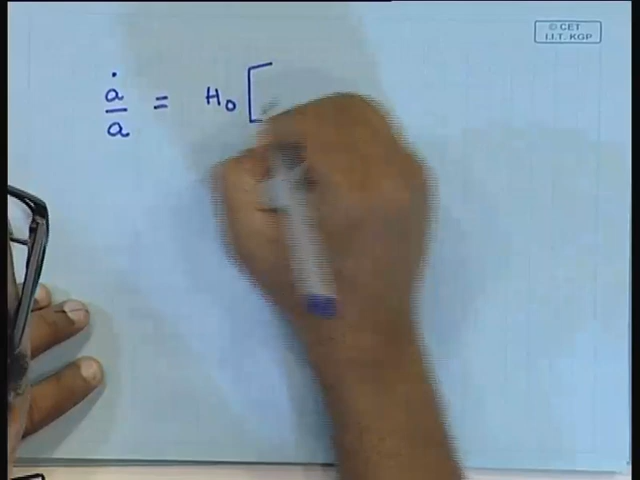 © CET
I.I.T. KGP
ȧ/a = H₀ [